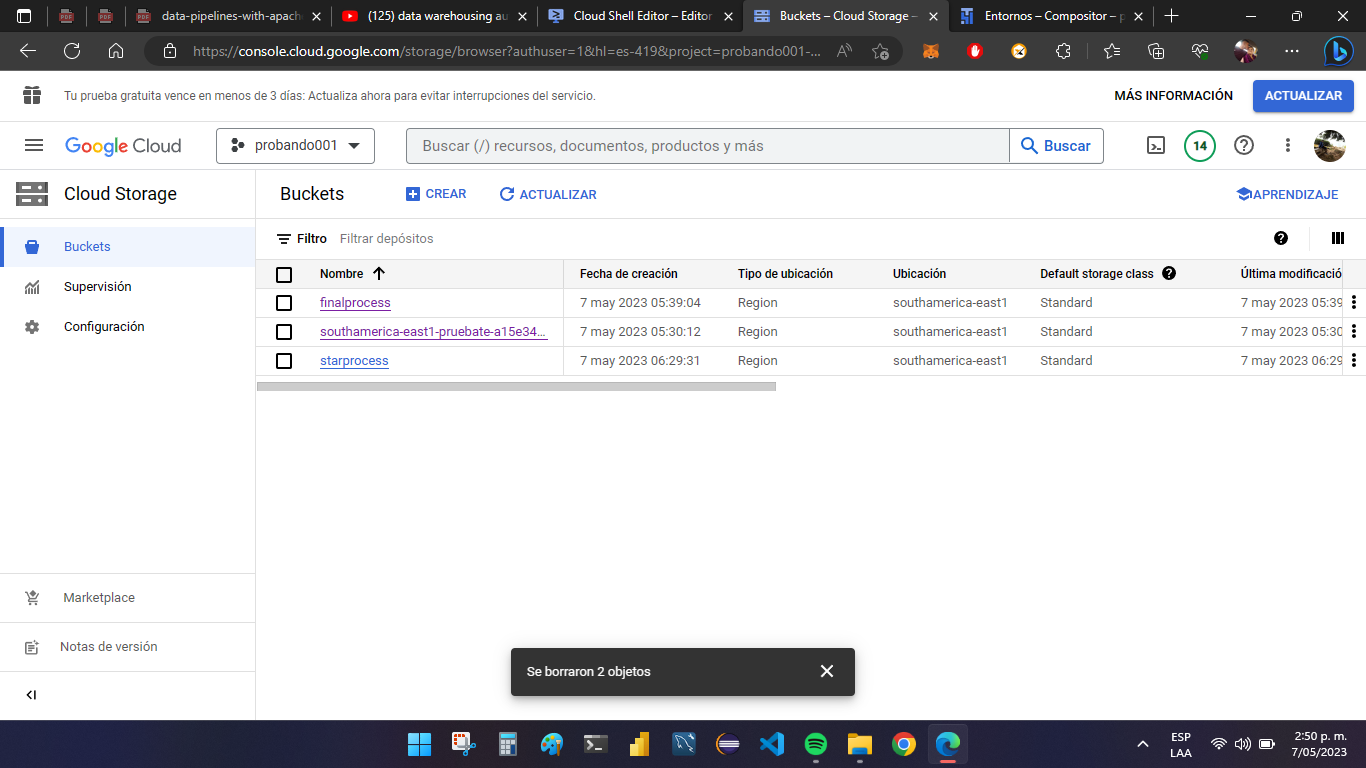 data-pipelines-with-apach
(125) data warehousing au
Cloud Shell Editor – Editor
Buckets – Cloud Storage –
Entornos – Compositor – p
https://console.cloud.google.com/storage/browser?authuser=1&hl=es-419&project=probando001-...
Tu prueba gratuita vence en menos de 3 días: Actualiza ahora para evitar interrupciones del servicio.
MÁS INFORMACIÓN
ACTUALIZAR
Google Cloud
probando001
Buscar (/) recursos, documentos, productos y más
Buscar
14
Cloud Storage
Buckets
CREAR
ACTUALIZAR
APRENDIZAJE
Buckets
Supervisión
Configuración
Filtro Filtrar depósitos
Nombre Fecha de creación Tipo de ubicación Ubicación Default storage class Última modificació
finalprocess 7 may 2023 05:39:04 Region southamerica-east1 Standard 7 may 2023 05:39
southamerica-east1-pruebate-a15e34... 7 may 2023 05:30:12 Region southamerica-east1 Standard 7 may 2023 05:30
starprocess 7 may 2023 06:29:31 Region southamerica-east1 Standard 7 may 2023 06:29
Marketplace
Notas de versión
Se borraron 2 objetos
ESP
LAA
2:50 p. m.
7/05/2023